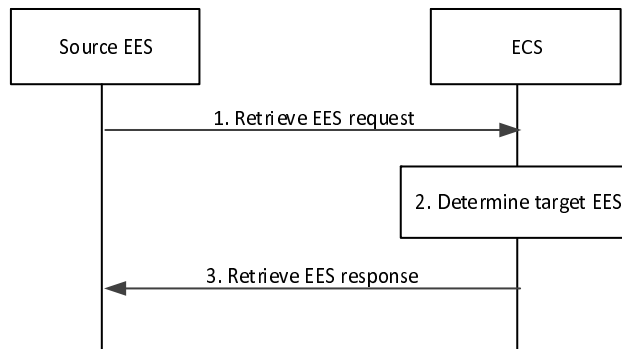 Source EES
ECS
1. Retrieve EES request
2. Determine target EES
3. Retrieve EES response